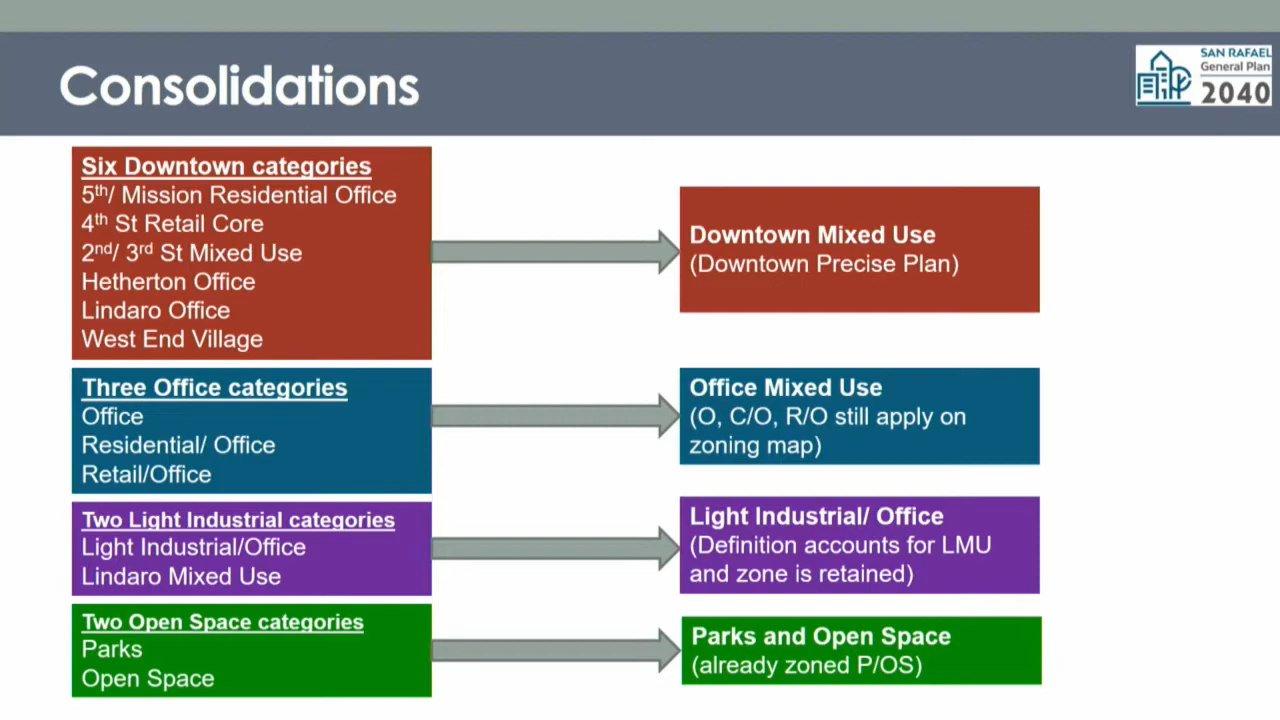 Consolidations
SAN RAFAEL
General Plan
2040
Six Downtown categories
5th/ Mission Residential Office
4th St Retail Core
2nd/ 3rd St Mixed Use
Hetherton Office
Lindaro Office
West End Village
Downtown Mixed Use
(Downtown Precise Plan)
Three Office categories
Office
Residential/ Office
Retail/Office
Office Mixed Use
(O, C/O, R/O still apply on
zoning map)
Two Light Industrial categories
Light Industrial/Office
Lindaro Mixed Use
Light Industrial/ Office
(Definition accounts for LMU
and zone is retained)
Two Open Space categories
Parks
Open Space
Parks and Open Space
(already zoned P/OS)